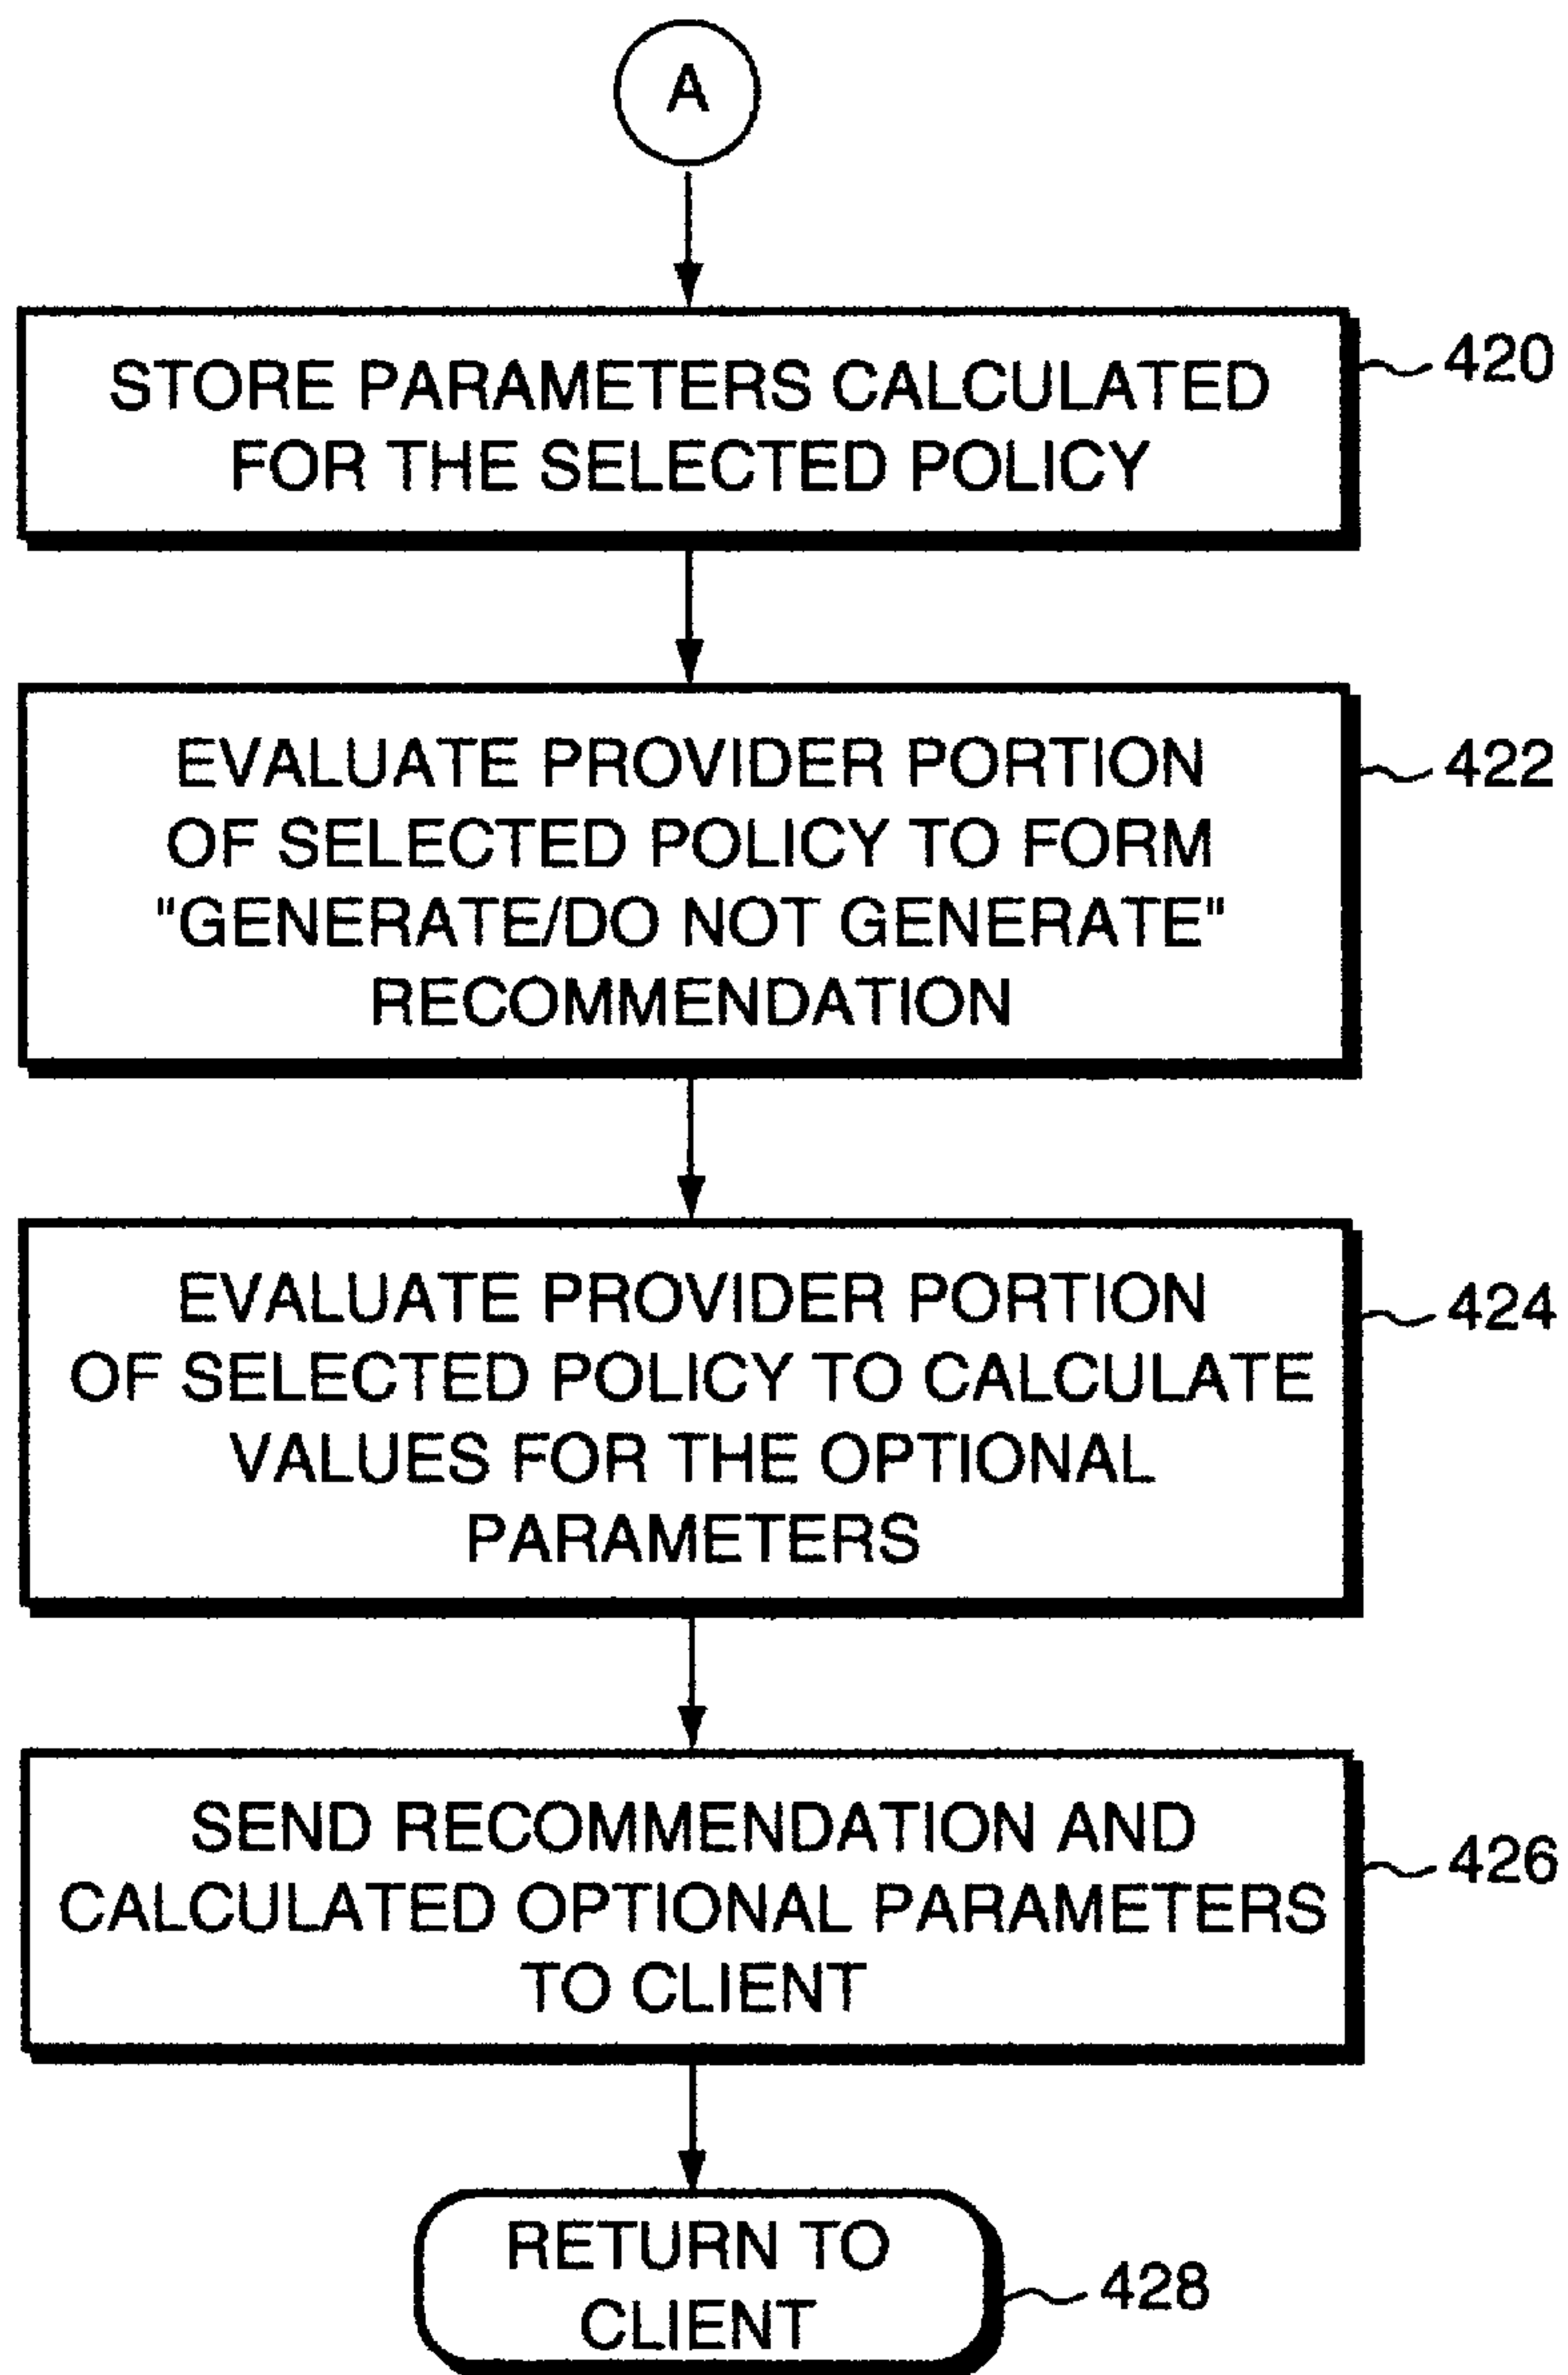 A
STORE PARAMETERS CALCULATED
FOR THE SELECTED POLICY
420
EVALUATE PROVIDER PORTION
OF SELECTED POLICY TO FORM
"GENERATE/DO NOT GENERATE"
RECOMMENDATION
422
EVALUATE PROVIDER PORTION
OF SELECTED POLICY TO CALCULATE
VALUES FOR THE OPTIONAL
PARAMETERS
424
SEND RECOMMENDATION AND
CALCULATED OPTIONAL PARAMETERS
TO CLIENT
426
RETURN TO
CLIENT
428